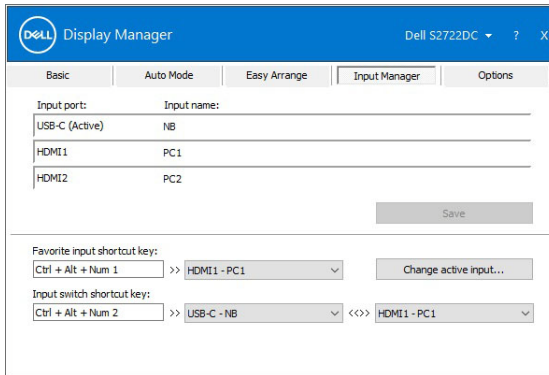 DELL Display Manager Dell S2722DC ? X
Basic Auto Mode Easy Arrange Input Manager Options
Input port: Input name:
USB-C (Active) NB
HDMI1 PC1
HDMI2 PC2
Save
Favorite input shortcut key:
Ctrl + Alt + Num 1 >> HDMI1 - PC1 Change active input...
Input switch shortcut key:
Ctrl + Alt + Num 2 >> USB-C - NB <<>> HDMI1 - PC1